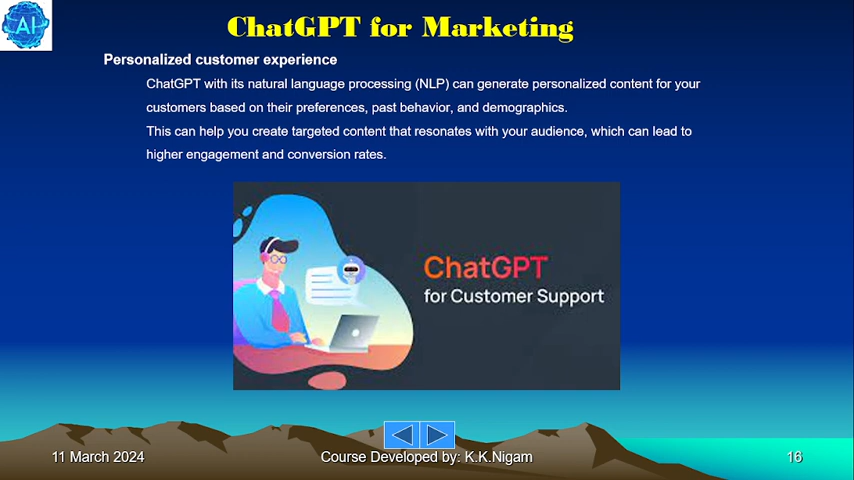 AI
ChatGPT for Marketing
Personalized customer experience
ChatGPT with its natural language processing (NLP) can generate personalized content for your
customers based on their preferences, past behavior, and demographics.
This can help you create targeted content that resonates with your audience, which can lead to
higher engagement and conversion rates.
ChatGPT
for Customer Support
11 March 2024
Course Developed by: K.K.Nigam
16